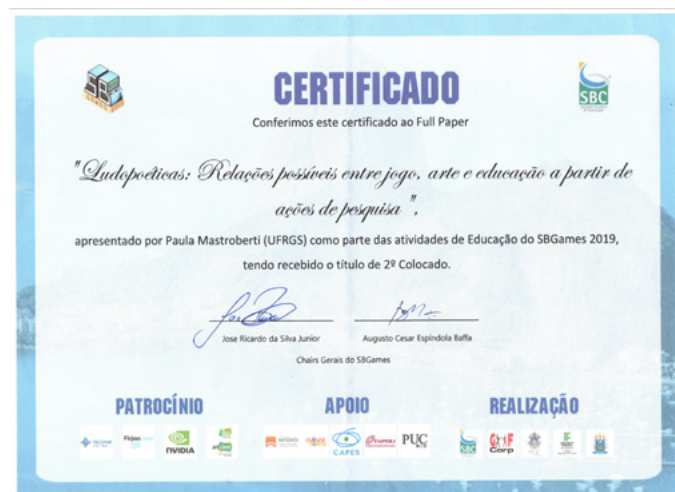 SBC
CERTIFICADO
Conferimos este certificado ao Full Paper
"Ludopoéticas: Relações possíveis entre jogo, arte e educação a partir de
ações de pesquisa ",
apresentado por Paula Mastroberti (UFRGS) como parte das atividades de Educação do SBGames 2019,
tendo recebido o título de 2º Colocado.
Jose Ricardo da Silva Junior
Augusto Cesar Espíndola Baffa
Chairs Gerais do SBGames
PATROCÍNIO
APOIO
REALIZAÇÃO
Firjan
NVIDIA
CAPES
FAPERJ
PUC
SBC
Corp